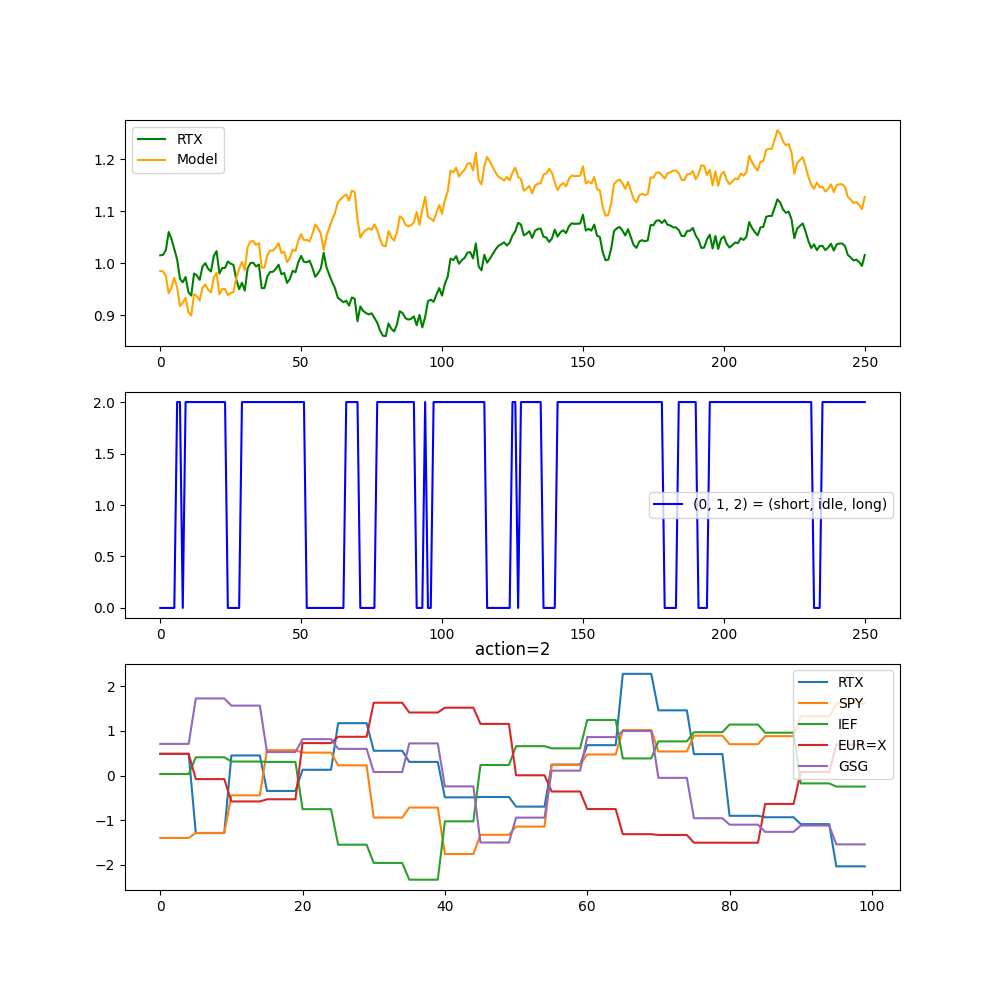 RTX
Model
1.2
1.1
1.0
0.9
0 50 100 150 200 250
2.0
1.5
1.0
0.5
0.0
(0, 1, 2) = (short, idle, long)
0 50 100 150 200 250
action=2
2
1
0
−1
−2
RTX
SPY
IEF
EUR=X
GSG
0 20 40 60 80 100